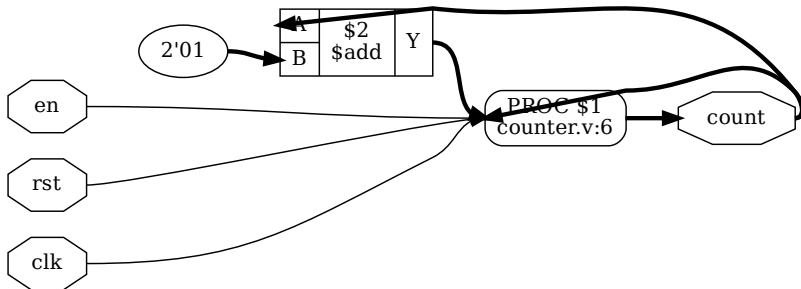 A
$2
$add
Y
B
2'01
en
PROC $1
counter.v:6
count
rst
clk